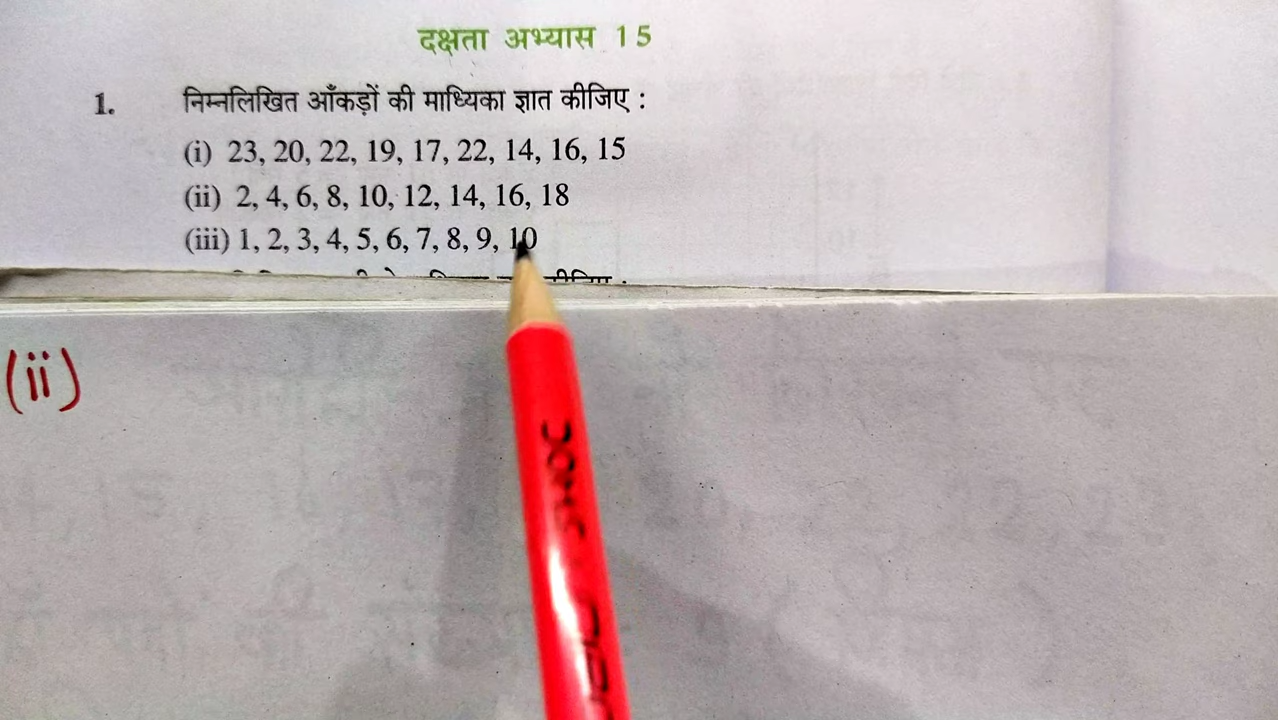 दक्षता अभ्यास 15
1. निम्नलिखित आँकड़ों की माध्यिका ज्ञात कीजिए :
(i) 23, 20, 22, 19, 17, 22, 14, 16, 15
(ii) 2, 4, 6, 8, 10, 12, 14, 16, 18
(iii) 1, 2, 3, 4, 5, 6, 7, 8, 9, 10
(ii)